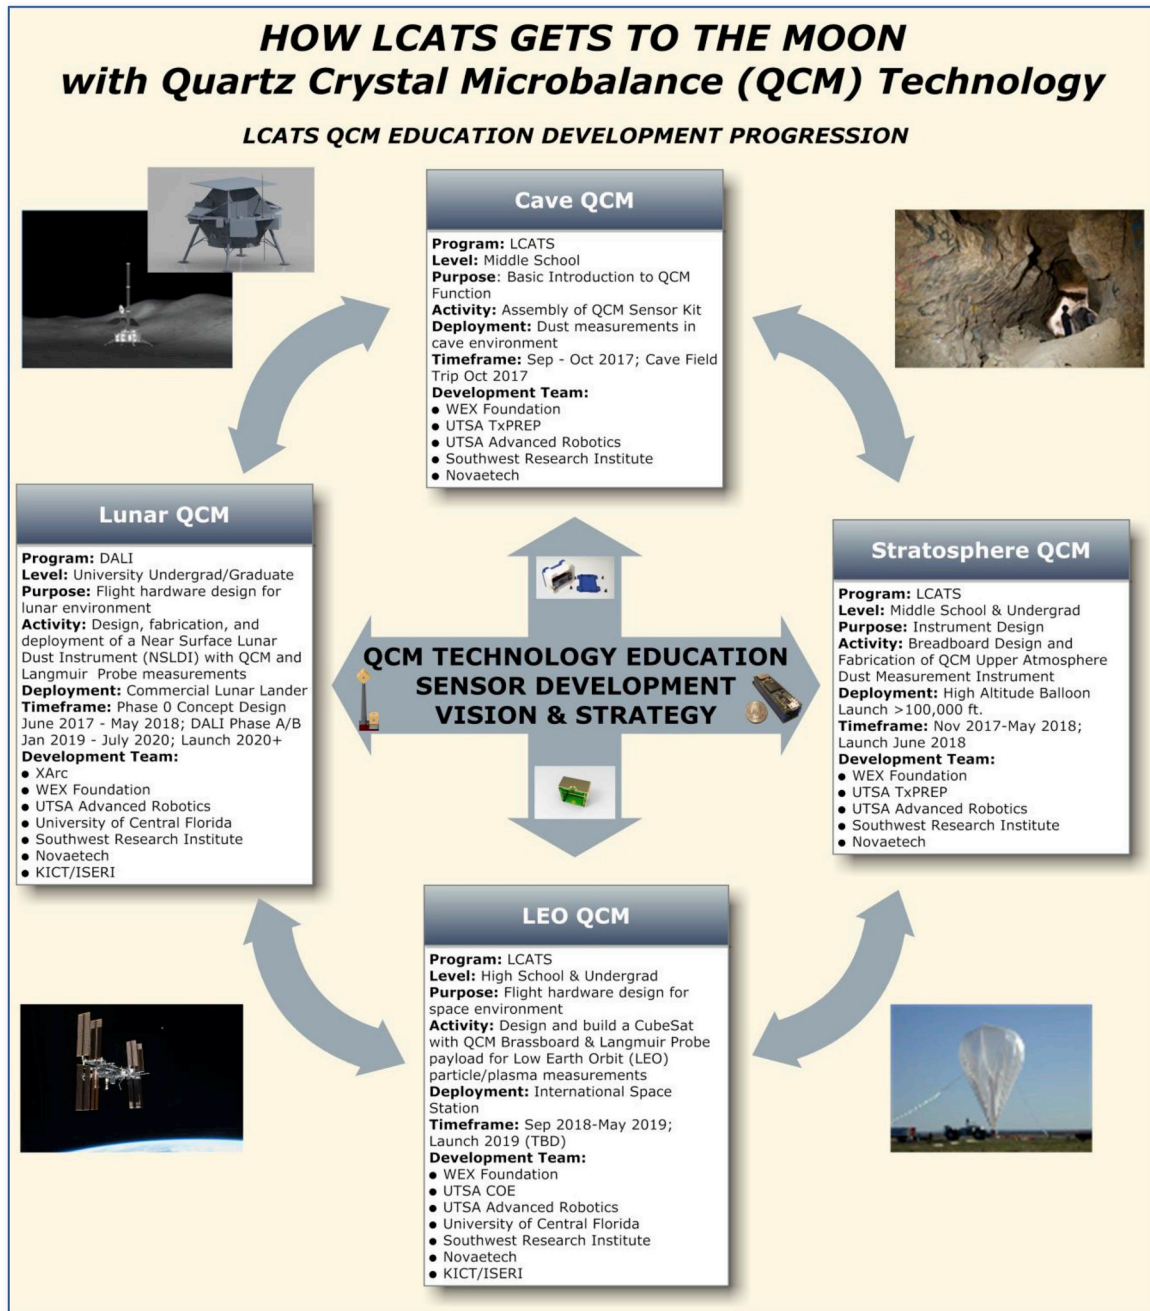 HOW LCATS GETS TO THE MOON
with Quartz Crystal Microbalance (QCM) Technology
LCATS QCM EDUCATION DEVELOPMENT PROGRESSION
Cave QCM
Program: LCATS
Level: Middle School
Purpose: Basic Introduction to QCM
Function
Activity: Assembly of QCM Sensor Kit
Deployment: Dust measurements in
cave environment
Timeframe: Sep - Oct 2017; Cave Field
Trip Oct 2017
Development Team:
● WEX Foundation
● UTSA TxPREP
● UTSA Advanced Robotics
● Southwest Research Institute
● Novaetech
Lunar QCM
Program: DALI
Level: University Undergrad/Graduate
Purpose: Flight hardware design for
lunar environment
Activity: Design, fabrication, and
deployment of a Near Surface Lunar
Dust Instrument (NSLDI) with QCM and
Langmuir Probe measurements
Deployment: Commercial Lunar Lander
Timeframe: Phase 0 Concept Design
June 2017 - May 2018; DALI Phase A/B
Jan 2019 - July 2020; Launch 2020+
Development Team:
● XArc
● WEX Foundation
● UTSA Advanced Robotics
● University of Central Florida
● Southwest Research Institute
● Novaetech
● KICT/ISERI
QCM TECHNOLOGY EDUCATION
SENSOR DEVELOPMENT
VISION & STRATEGY
Stratosphere QCM
Program: LCATS
Level: Middle School & Undergrad
Purpose: Instrument Design
Activity: Breadboard Design and
Fabrication of QCM Upper Atmosphere
Dust Measurement Instrument
Deployment: High Altitude Balloon
Launch >100,000 ft.
Timeframe: Nov 2017-May 2018;
Launch June 2018
Development Team:
● WEX Foundation
● UTSA TxPREP
● UTSA Advanced Robotics
● Southwest Research Institute
● Novaetech
LEO QCM
Program: LCATS
Level: High School & Undergrad
Purpose: Flight hardware design for
space environment
Activity: Design and build a CubeSat
with QCM Brassboard & Langmuir Probe
payload for Low Earth Orbit (LEO)
particle/plasma measurements
Deployment: International Space
Station
Timeframe: Sep 2018-May 2019;
Launch 2019 (TBD)
Development Team:
● WEX Foundation
● UTSA COE
● UTSA Advanced Robotics
● University of Central Florida
● Southwest Research Institute
● Novaetech
● KICT/ISERI